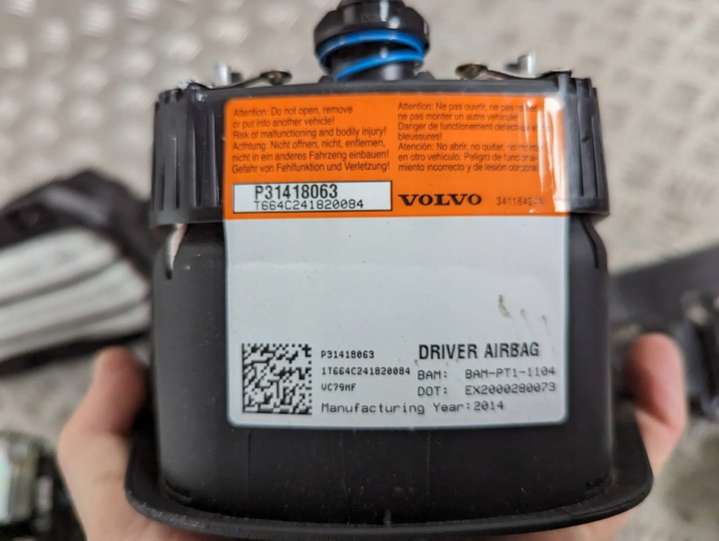 Attention: Do not open, remove
or put into another vehicle!
Risk of malfunctioning and bodily injury!
Achtung: Nicht öffnen, nicht entfernen,
nicht in ein anderes Fahrzeug einbauen!
Gefahr von Fehlfunktion und Verletzung!
Attention: Ne pas ouvrir, ne pas
ne pas monter un autre véhicule!
Danger de functionement
bleussures!
Atención: No abrir, no quitar,
en otro vehículo. Peligro de
miento incorrecto y de lesión
P31418063
T664C241820084
VOLVO
P31418063
1T664C241820084
VC79MF
DRIVER AIRBAG
BAM: BAM-PT1-1104
DOT: EX2000280073
Manufacturing Year: 2014